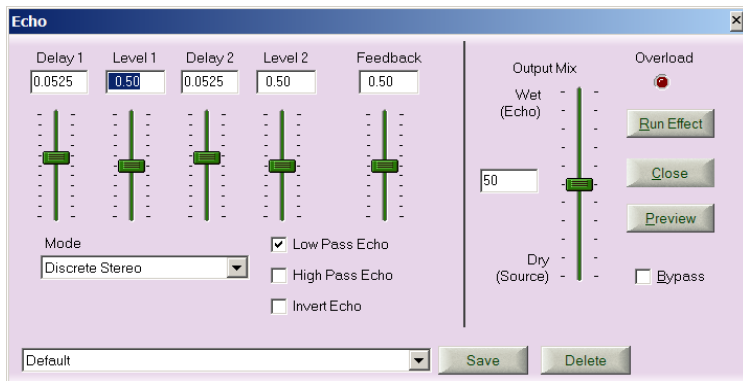 Echo
Delay 1 Level 1 Delay 2 Level 2 Feedback
0.0525 0.50 0.0525 0.50 0.50
Mode
Discrete Stereo
Low Pass Echo
High Pass Echo
Invert Echo
Output Mix
Wet
(Echo)
50
Dry
(Source)
Overload
Run Effect
Close
Preview
Bypass
Default
Save
Delete